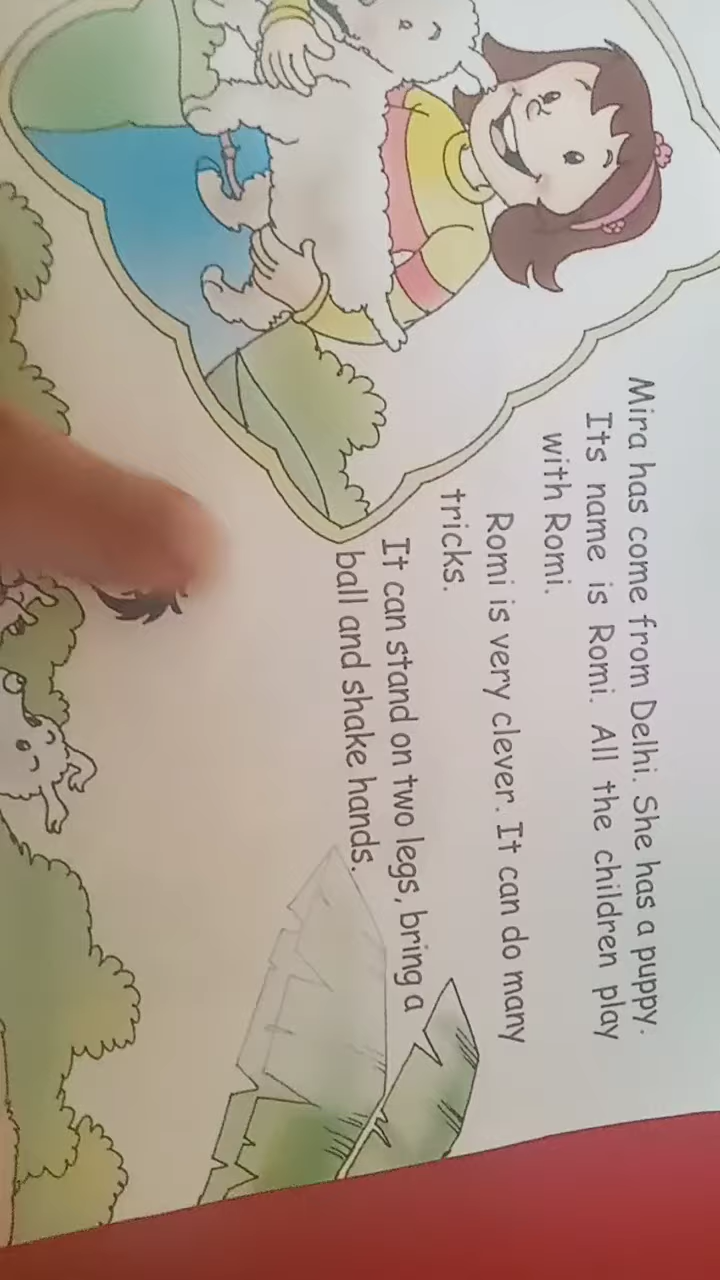 Mira has come from Delhi. She has a puppy.
Its name is Romi. All the children play
with Romi.
Romi is very clever. It can do many
tricks.
It can stand on two legs, bring a
ball and shake hands.